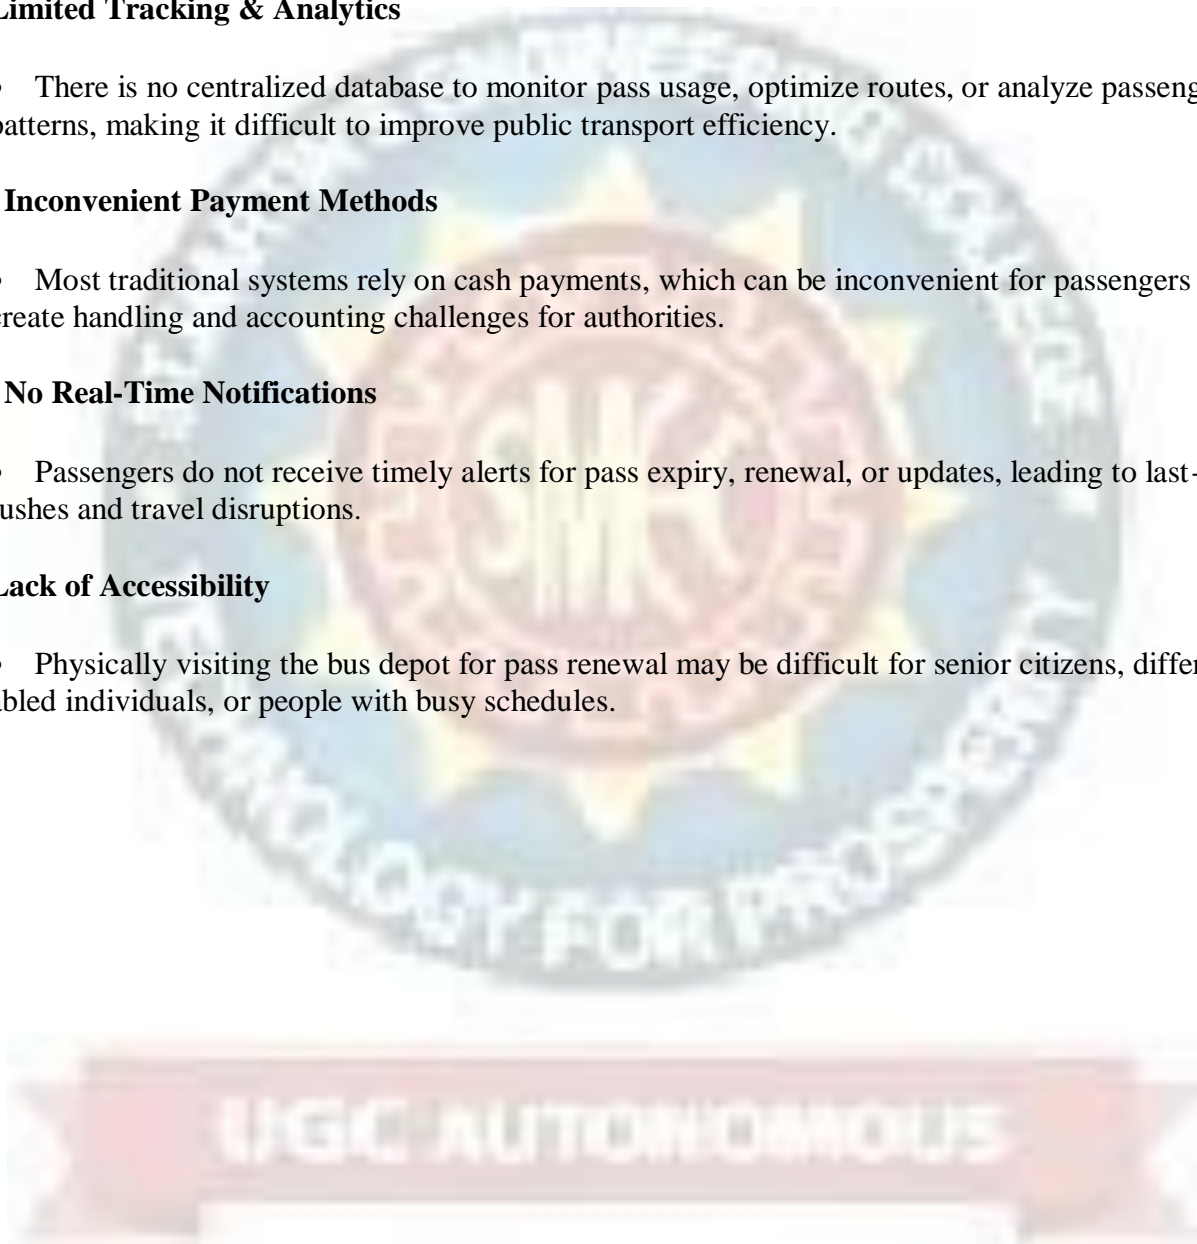 Limited Tracking & Analytics
• There is no centralized database to monitor pass usage, optimize routes, or analyze passeng
patterns, making it difficult to improve public transport efficiency.
Inconvenient Payment Methods
• Most traditional systems rely on cash payments, which can be inconvenient for passengers
create handling and accounting challenges for authorities.
No Real-Time Notifications
• Passengers do not receive timely alerts for pass expiry, renewal, or updates, leading to last-
ushes and travel disruptions.
Lack of Accessibility
• Physically visiting the bus depot for pass renewal may be difficult for senior citizens, differ
abled individuals, or people with busy schedules.
SMK
TECHNOLOGY FOR PROSPERITY
UGC AUTONOMOUS